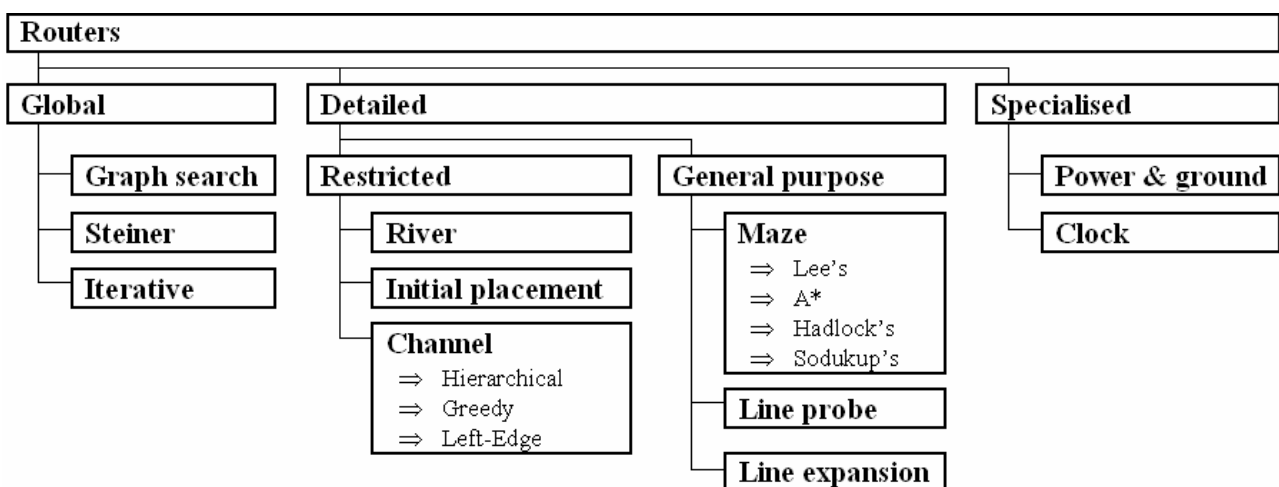 Routers
Global
Detailed
Specialised
Graph search
Steiner
Iterative
Restricted
River
Initial placement
Channel
⇒ Hierarchical
⇒ Greedy
⇒ Left-Edge
General purpose
Maze
⇒ Lee's
⇒ A*
⇒ Hadlock's
⇒ Sodukup's
Line probe
Line expansion
Power & ground
Clock